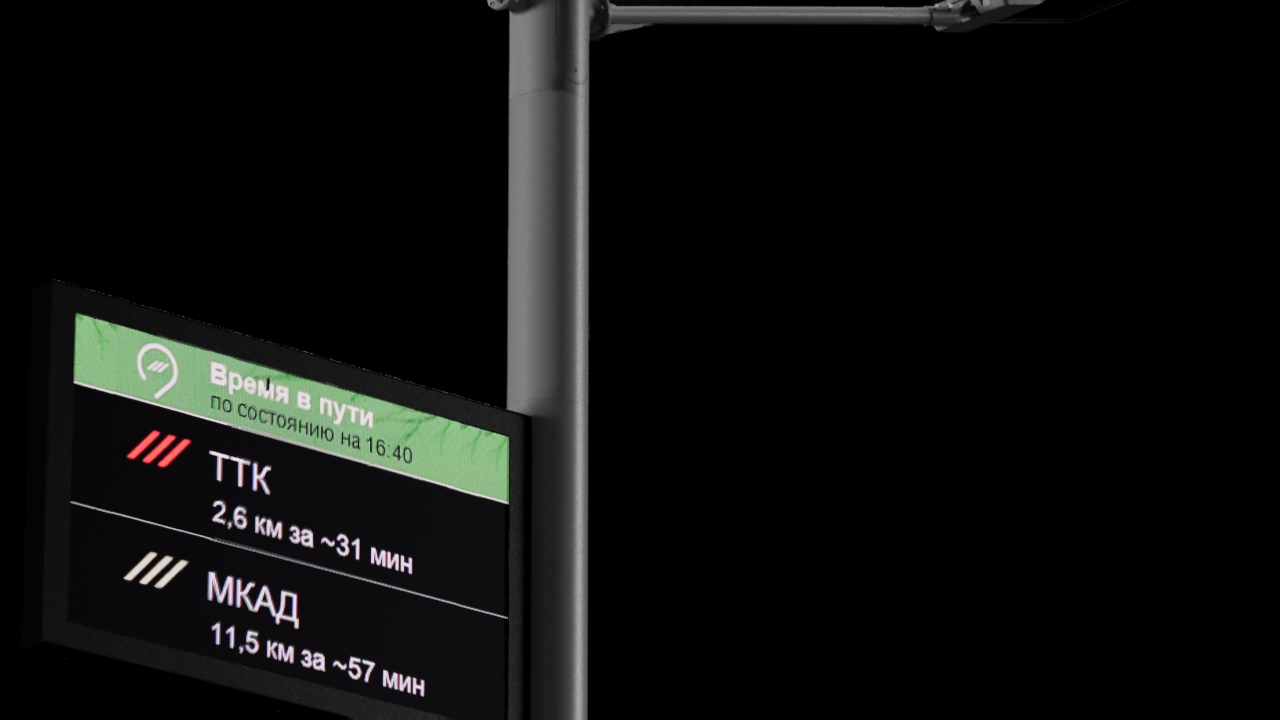 Время в пути
по состоянию на 16:40
ТТК
2,6 км за ~31 мин
МКАД
11,5 км за ~57 мин